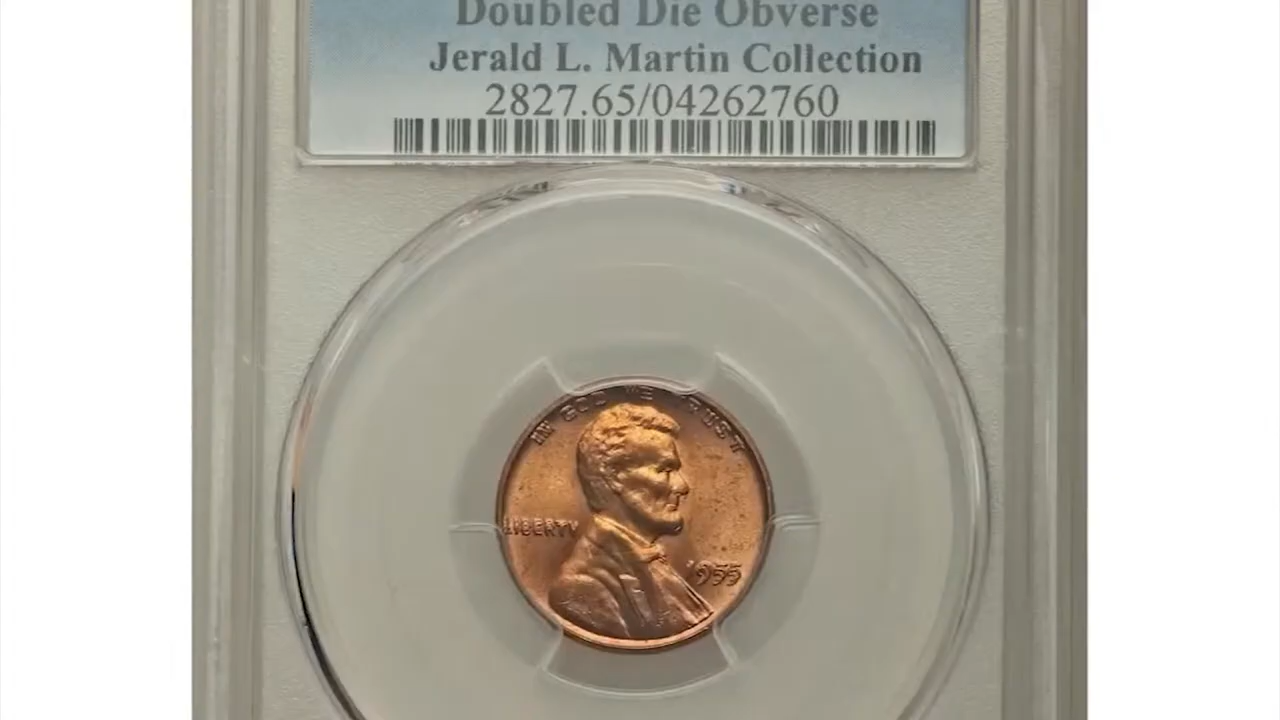 Doubled Die Obverse
Jerald L. Martin Collection
2827.65/04262760
IN GOD WE TRUST
LIBERTY
1955